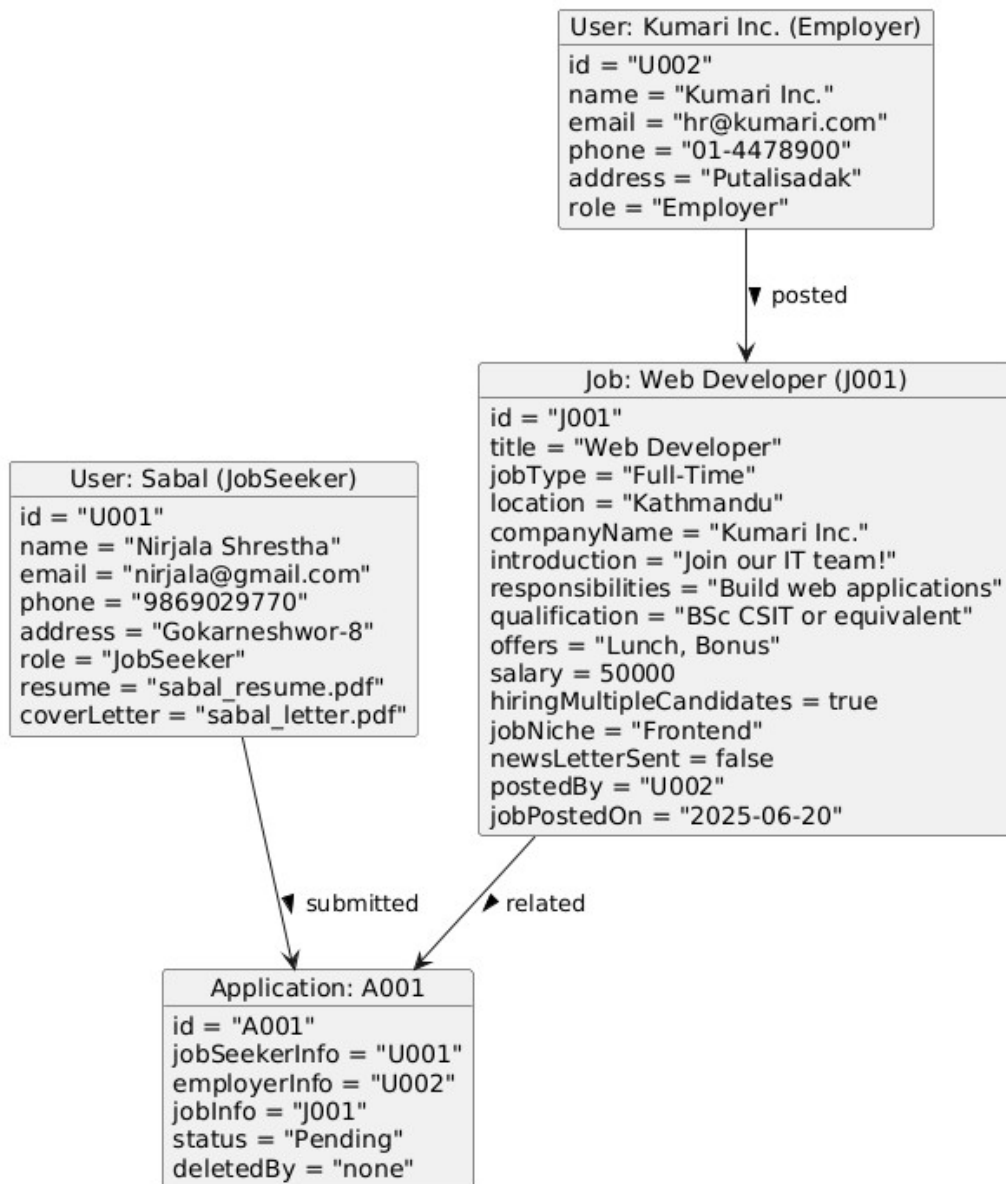 User: Kumari Inc. (Employer)
id = "U002"
name = "Kumari Inc."
email = "hr@kumari.com"
phone = "01-4478900"
address = "Putalisadak"
role = "Employer"
posted
Job: Web Developer (J001)
id = "J001"
title = "Web Developer"
jobType = "Full-Time"
location = "Kathmandu"
companyName = "Kumari Inc."
introduction = "Join our IT team!"
responsibilities = "Build web applications"
qualification = "BSc CSIT or equivalent"
offers = "Lunch, Bonus"
salary = 50000
hiringMultipleCandidates = true
jobNiche = "Frontend"
newsLetterSent = false
postedBy = "U002"
jobPostedOn = "2025-06-20"
User: Sabal (JobSeeker)
id = "U001"
name = "Nirjala Shrestha"
email = "nirjala@gmail.com"
phone = "9869029770"
address = "Gokarneshwor-8"
role = "JobSeeker"
resume = "sabal_resume.pdf"
coverLetter = "sabal_letter.pdf"
submitted
related
Application: A001
id = "A001"
jobSeekerInfo = "U001"
employerInfo = "U002"
jobInfo = "J001"
status = "Pending"
deletedBy = "none"